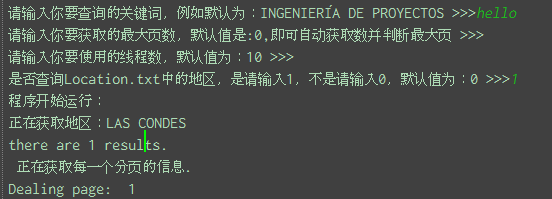 请输入你要查询的关键词，例如默认为：INGENIERÍA DE PROYECTOS >>>hello
请输入你要获取的最大页数，默认值是:0,即可自动获取数并判断最大页 >>>
请输入你要使用的线程数，默认值为：10 >>>
是否查询Location.txt中的地区，是请输入1，不是请输入0，默认值为：0 >>>1
程序开始运行：
正在获取地区：LAS CONDES
there are 1 results.
正在获取每一个分页的信息.
Dealing page:  1